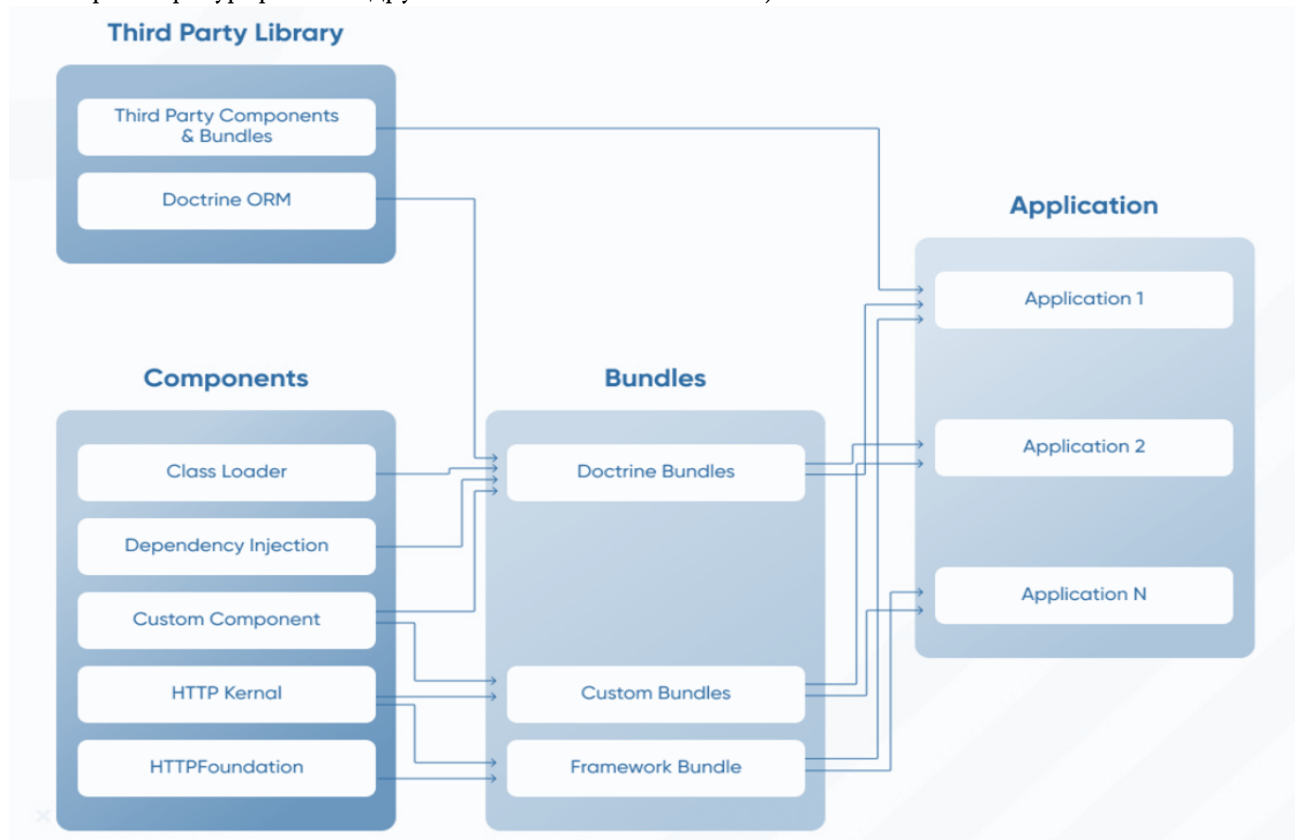 Third Party Library
Third Party Components
& Bundles
Doctrine ORM
Application
Application 1
Application 2
Application N
Components
Class Loader
Dependency Injection
Custom Component
HTTP Kernal
HTTPFoundation
Bundles
Doctrine Bundles
Custom Bundles
Framework Bundle